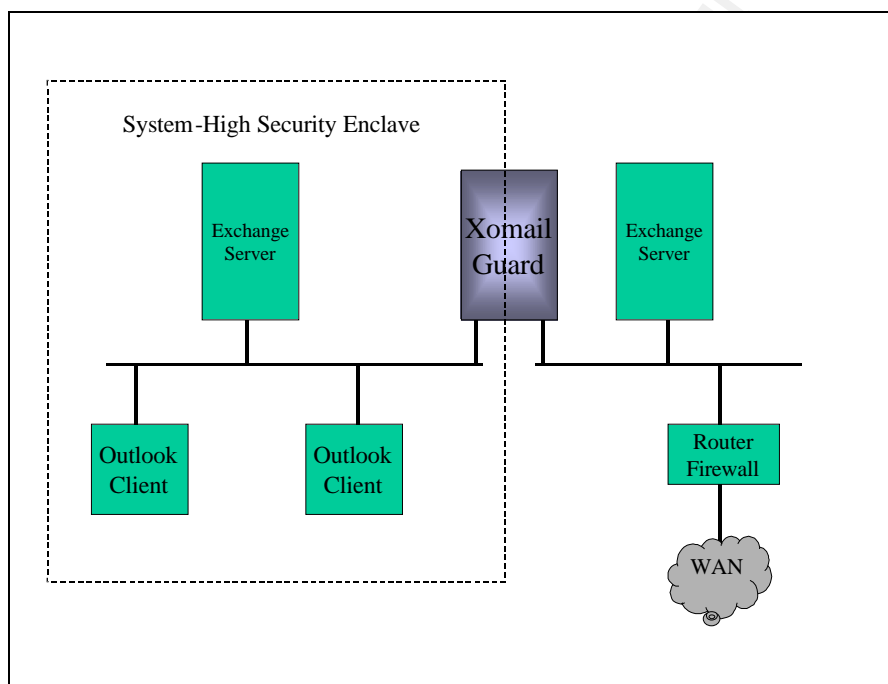 System-High Security Enclave
Exchange
Server
Xomail
Guard
Exchange
Server
Outlook
Client
Outlook
Client
Router
Firewall
WAN